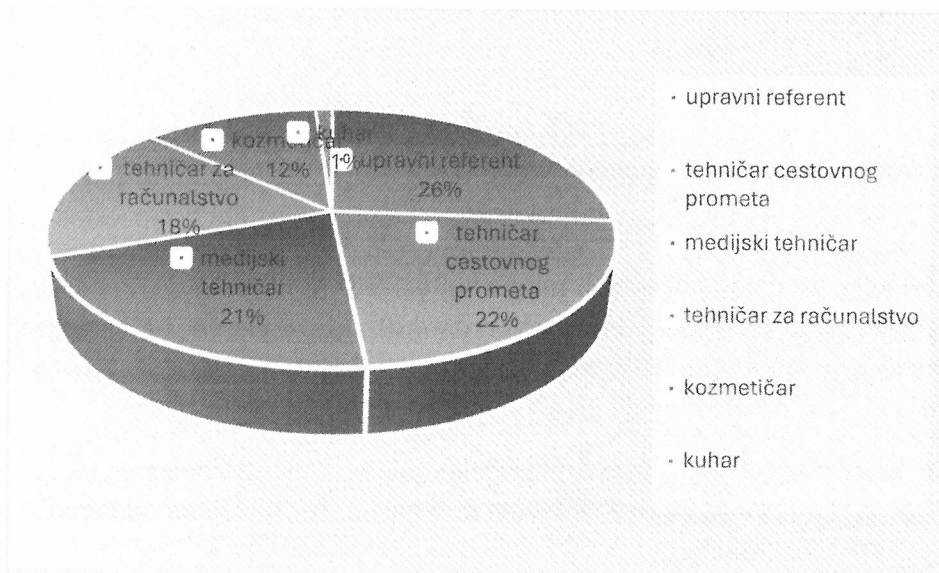 kozmetičar
12%
kuhar
1%
upravni referent
26%
tehničar za
računalstvo
18%
tehničar
cestovnog
prometa
22%
medijski
tehničar
21%
upravni referent
tehničar cestovnog
prometa
medijski tehničar
tehničar za računalstvo
kozmetičar
kuhar